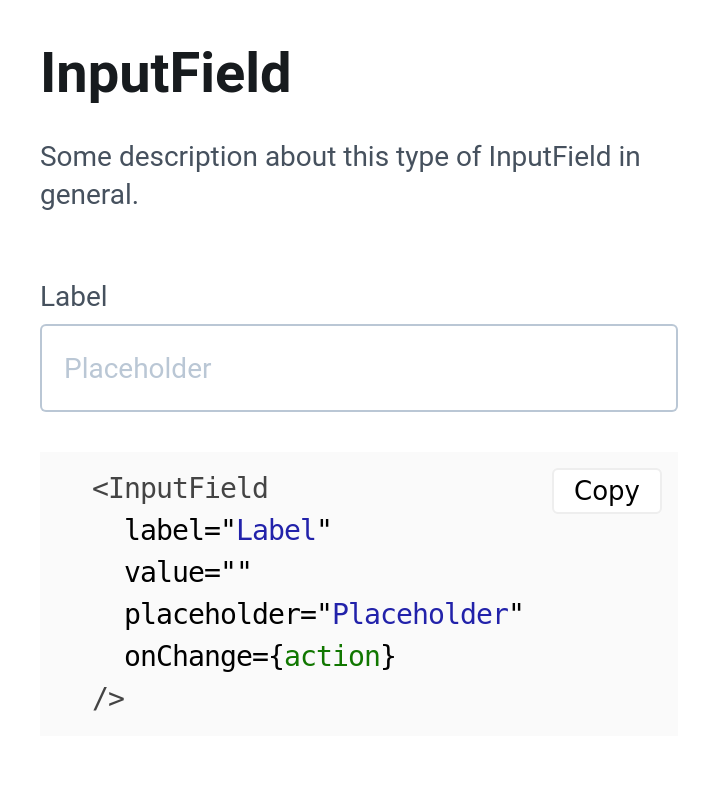 InputField
Some description about this type of InputField in
general.
Label
Placeholder
<InputField
Copy
label="Label"
value=""
placeholder="Placeholder"
onChange={action}
/>